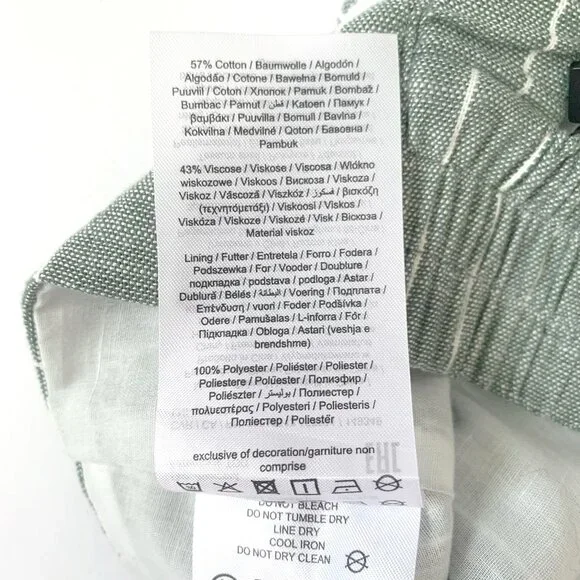 57% Cotton / Baumwolle / Algodón /
Algodão / Cotone / Bawełna / Bomuld /
Puuvill / Coton / Хлопок / Pamuk / Bombaž /
Bumbac / Pamut / قطن / Katoen / Памук /
βαμβάκι / Puuvilla / Bomull / Bavlna /
Kokvilna / Medvilnė / Qoton / Бавовна /
Pambuk
43% Viscose / Viskose / Viscosa / Włókno
wiskozowe / Viskoos / Вискоза / Viskoza /
Viskoz / Vâscoză / Viszkóz / فسكوز / βισκόζη
(τεχνητόμετάξι) / Viskoosi / Viskos /
Viskóza / Viskoze / Viskozė / Visk / Віскоза /
Material viskoz
Lining / Futter / Entretela / Forro / Fodera /
Podszewka / For / Vooder / Doublure /
подкладка / podstava / podloga / Astar /
Dublură / Bélés / البطانة / Voering / Подплата /
Επένδυση / vuori / Foder / Podšívka /
Odere / Pamušalas / L-inforra / Fór /
Підкладка / Obloga / Astari (veshja e
brendshme)
100% Polyester / Poliéster / Poliester /
Poliestere / Polüester / Полиэфир /
Poliészter / بوليستر / Полиестер /
πολυεστέρας / Polyesteri / Poliesteris /
Поліестер / Poliestër
exclusive of decoration/garniture non
comprise
DO NOT BLEACH
DO NOT TUMBLE DRY
LINE DRY
COOL IRON
DO NOT DRY CLEAN